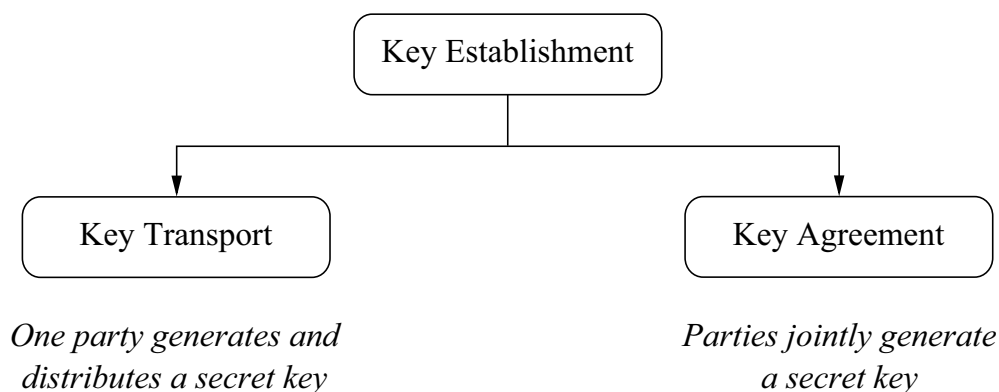 Key Establishment
Key Transport
Key Agreement
One party generates and
distributes a secret key
Parties jointly generate
a secret key